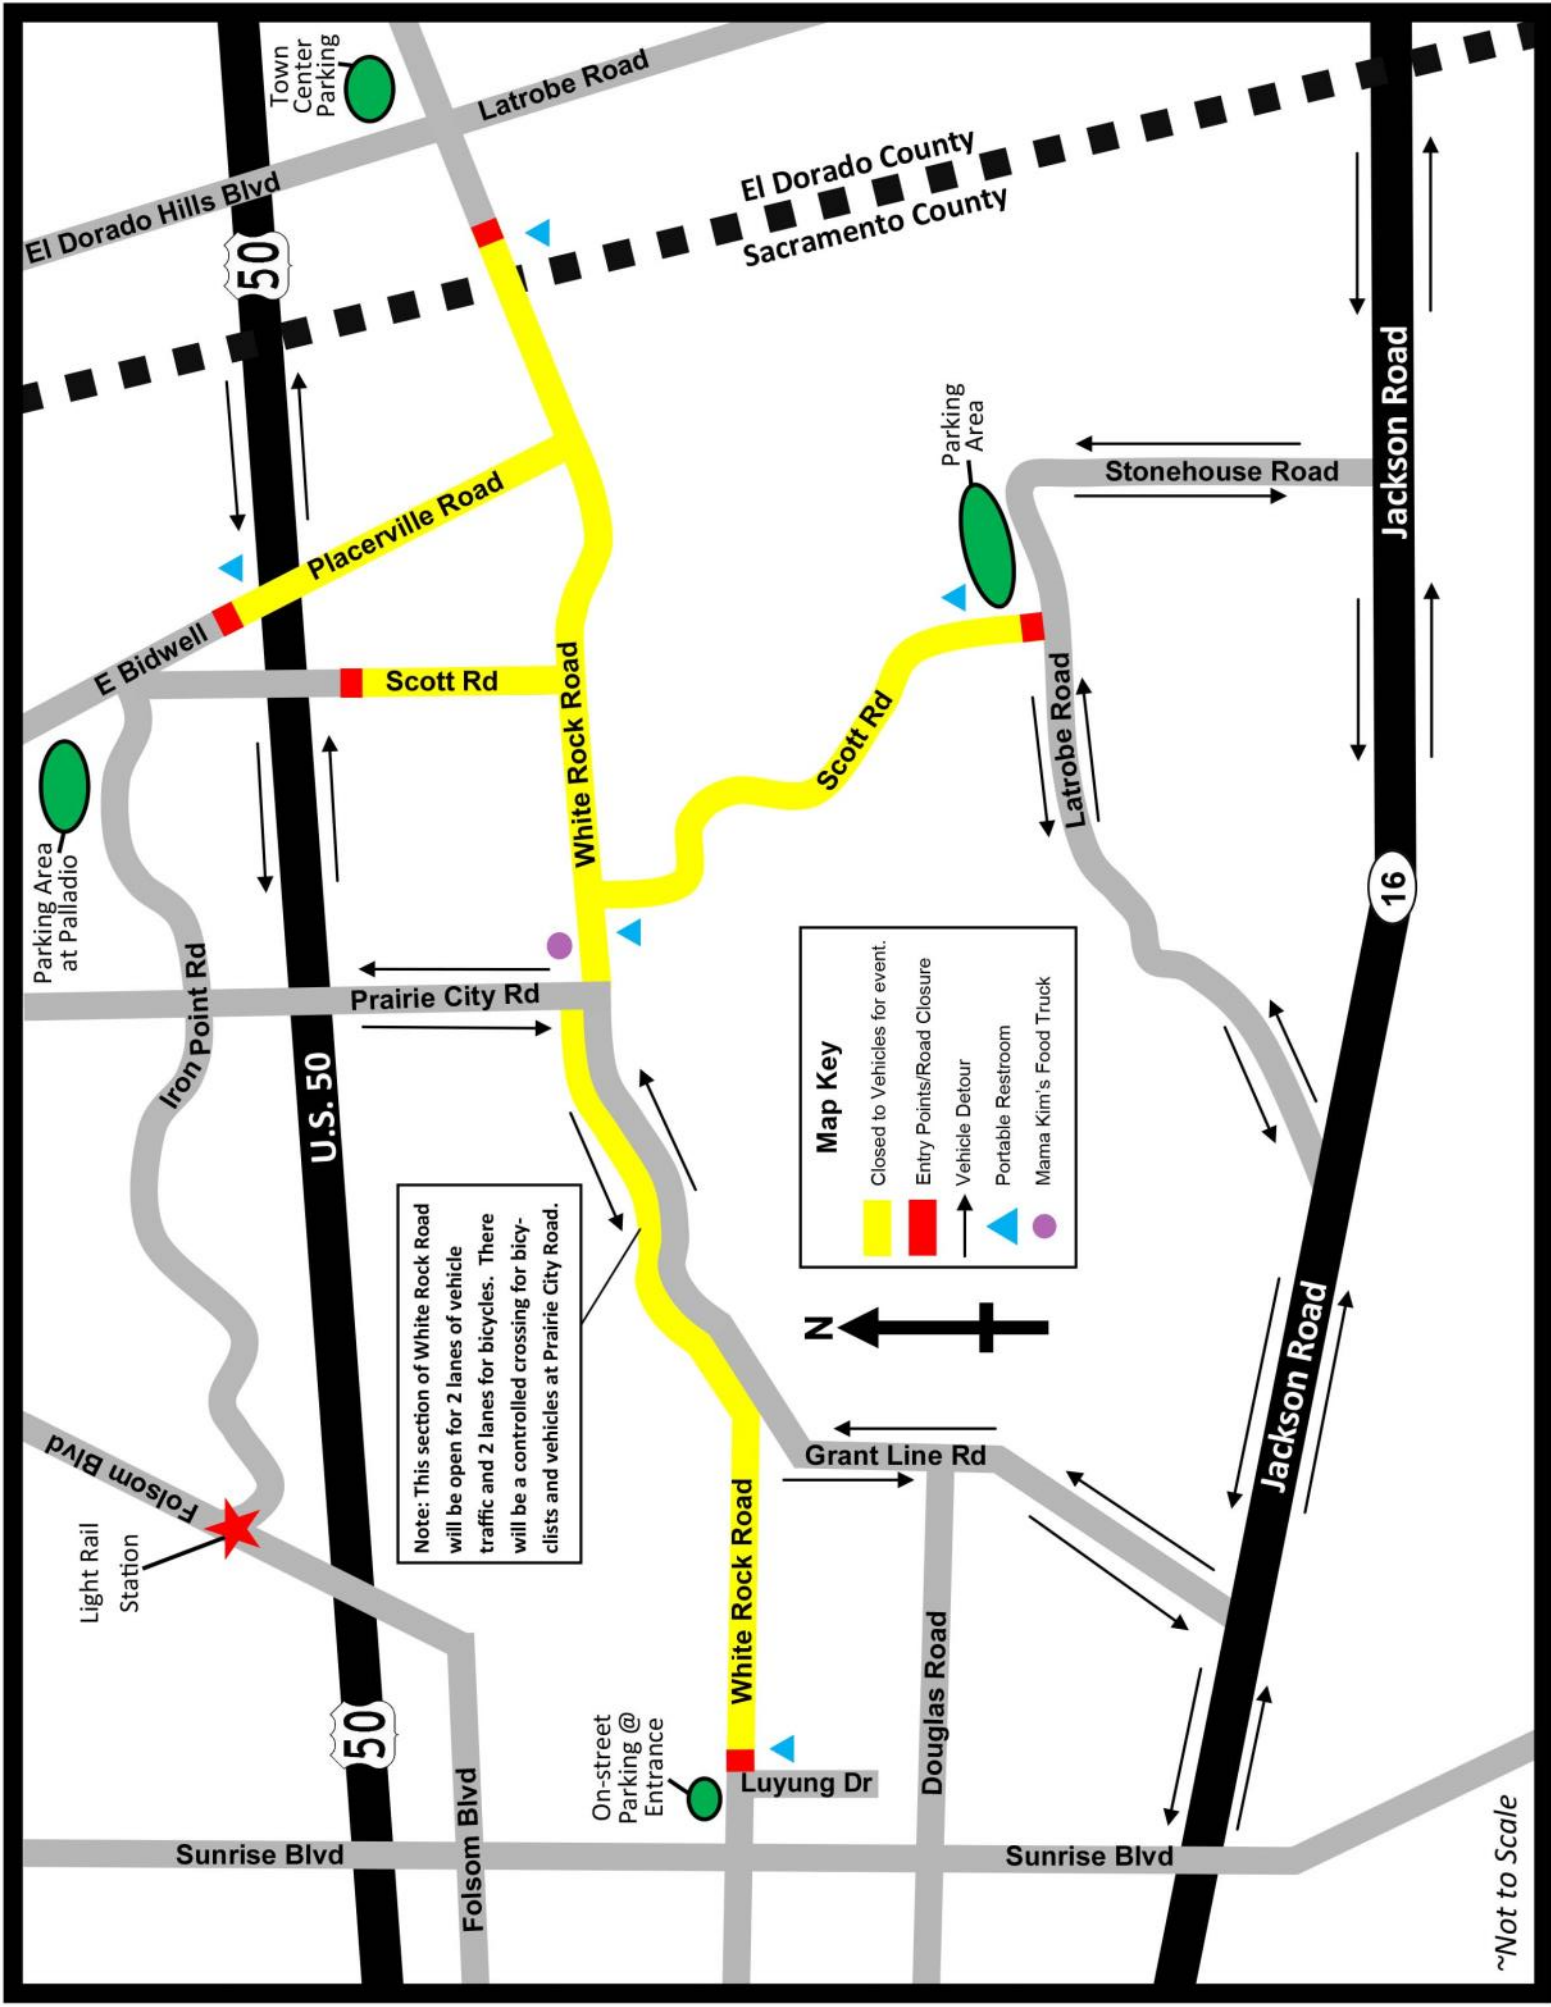 El Dorado Hills Blvd
50
Town
Center
Parking
Latrobe Road
El Dorado County
Sacramento County
Placerville Road
E Bidwell
Scott Rd
White Rock Road
Parking Area
at Palladio
Iron Point Rd
Prairie City Rd
U.S. 50
Scott Rd
Parking
Area
Stonehouse Road
Latrobe Road
Jackson Road
16
Map Key
Closed to Vehicles for event.
Entry Points/Road Closure
Vehicle Detour
Portable Restroom
Mama Kim's Food Truck
N
Note: This section of White Rock Road
will be open for 2 lanes of vehicle
traffic and 2 lanes for bicycles. There
will be a controlled crossing for bicy-
clists and vehicles at Prairie City Road.
Folsom Blvd
Light Rail
Station
50
Folsom Blvd
Sunrise Blvd
On-street
Parking @
Entrance
White Rock Road
Luyung Dr
Grant Line Rd
Douglas Road
Jackson Road
Sunrise Blvd
~Not to Scale